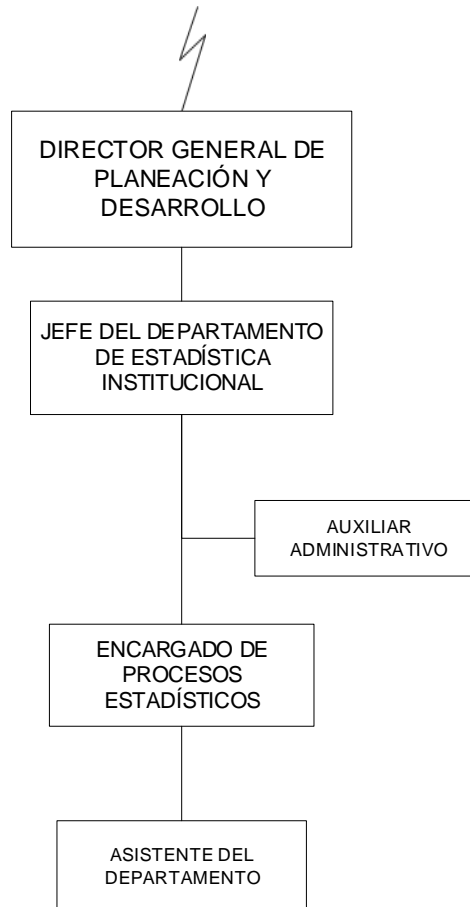 DIRECTOR GENERAL DE
PLANEACIÓN Y
DESARROLLO
JEFE DEL DEPARTAMENTO
DE ESTADÍSTICA
INSTITUCIONAL
AUXILIAR
ADMINISTRATIVO
ENCARGADO DE
PROCESOS
ESTADÍSTICOS
ASISTENTE DEL
DEPARTAMENTO